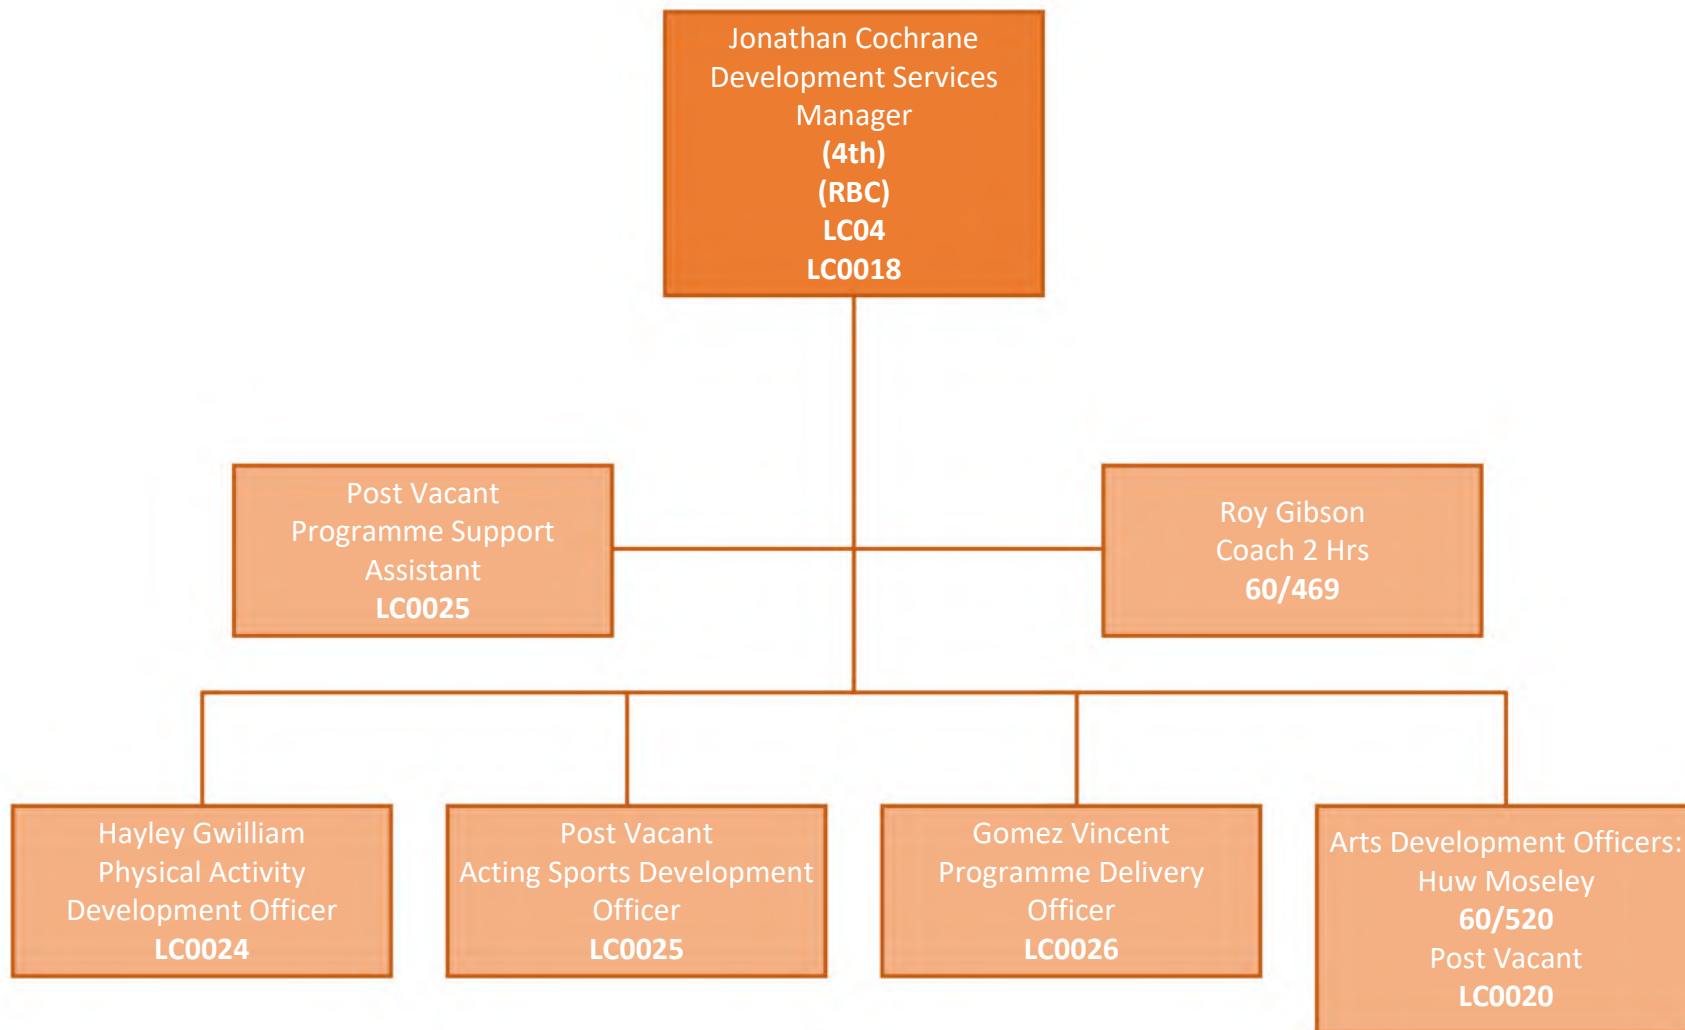 Jonathan Cochrane
Development Services
Manager
(4th)
(RBC)
LC04
LC0018
Post Vacant
Programme Support
Assistant
LC0025
Roy Gibson
Coach 2 Hrs
60/469
Hayley Gwilliam
Physical Activity
Development Officer
LC0024
Post Vacant
Acting Sports Development
Officer
LC0025
Gomez Vincent
Programme Delivery
Officer
LC0026
Arts Development Officers:
Huw Moseley
60/520
Post Vacant
LC0020